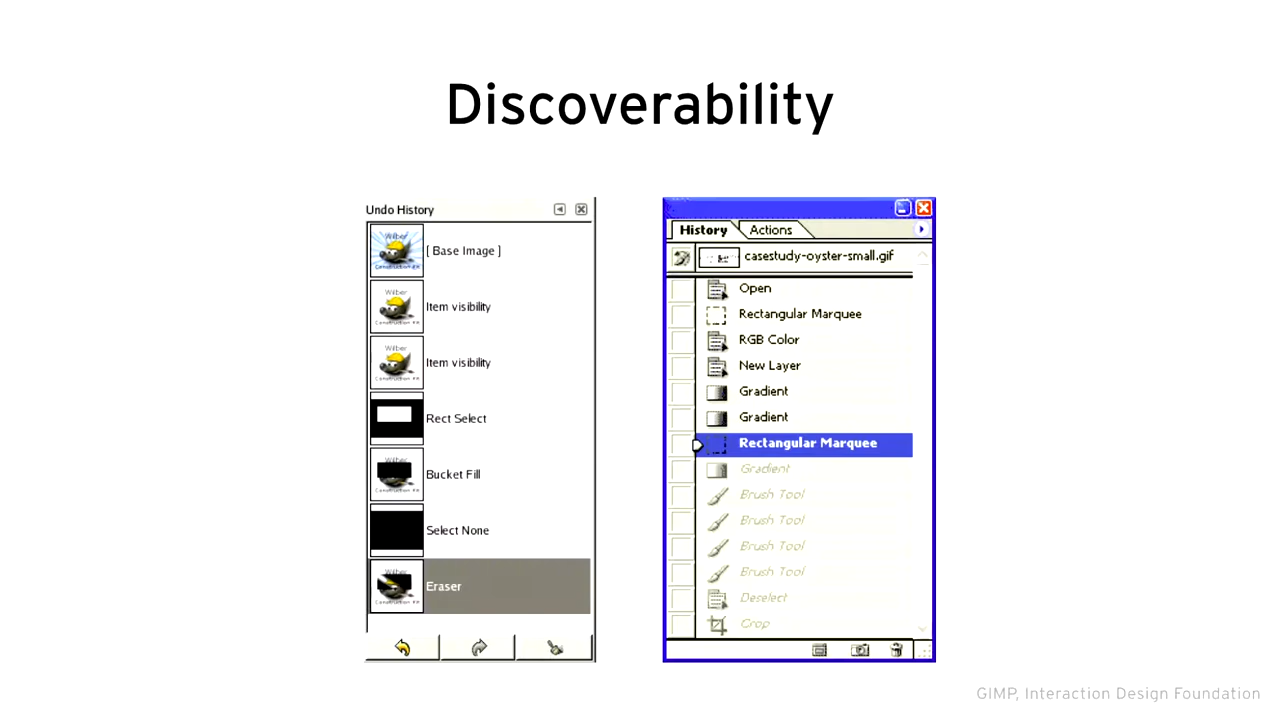 Discoverability
Undo History
[ Base Image ]
Item visibility
Item visibility
Rect Select
Bucket Fill
Select None
Eraser
History
Actions
casestudy-oyster-small.gif
Open
Rectangular Marquee
RGB Color
New Layer
Gradient
Gradient
Rectangular Marquee
Gradient
Brush Tool
Brush Tool
Brush Tool
Brush Tool
Deselect
Crop
GIMP, Interaction Design Foundation